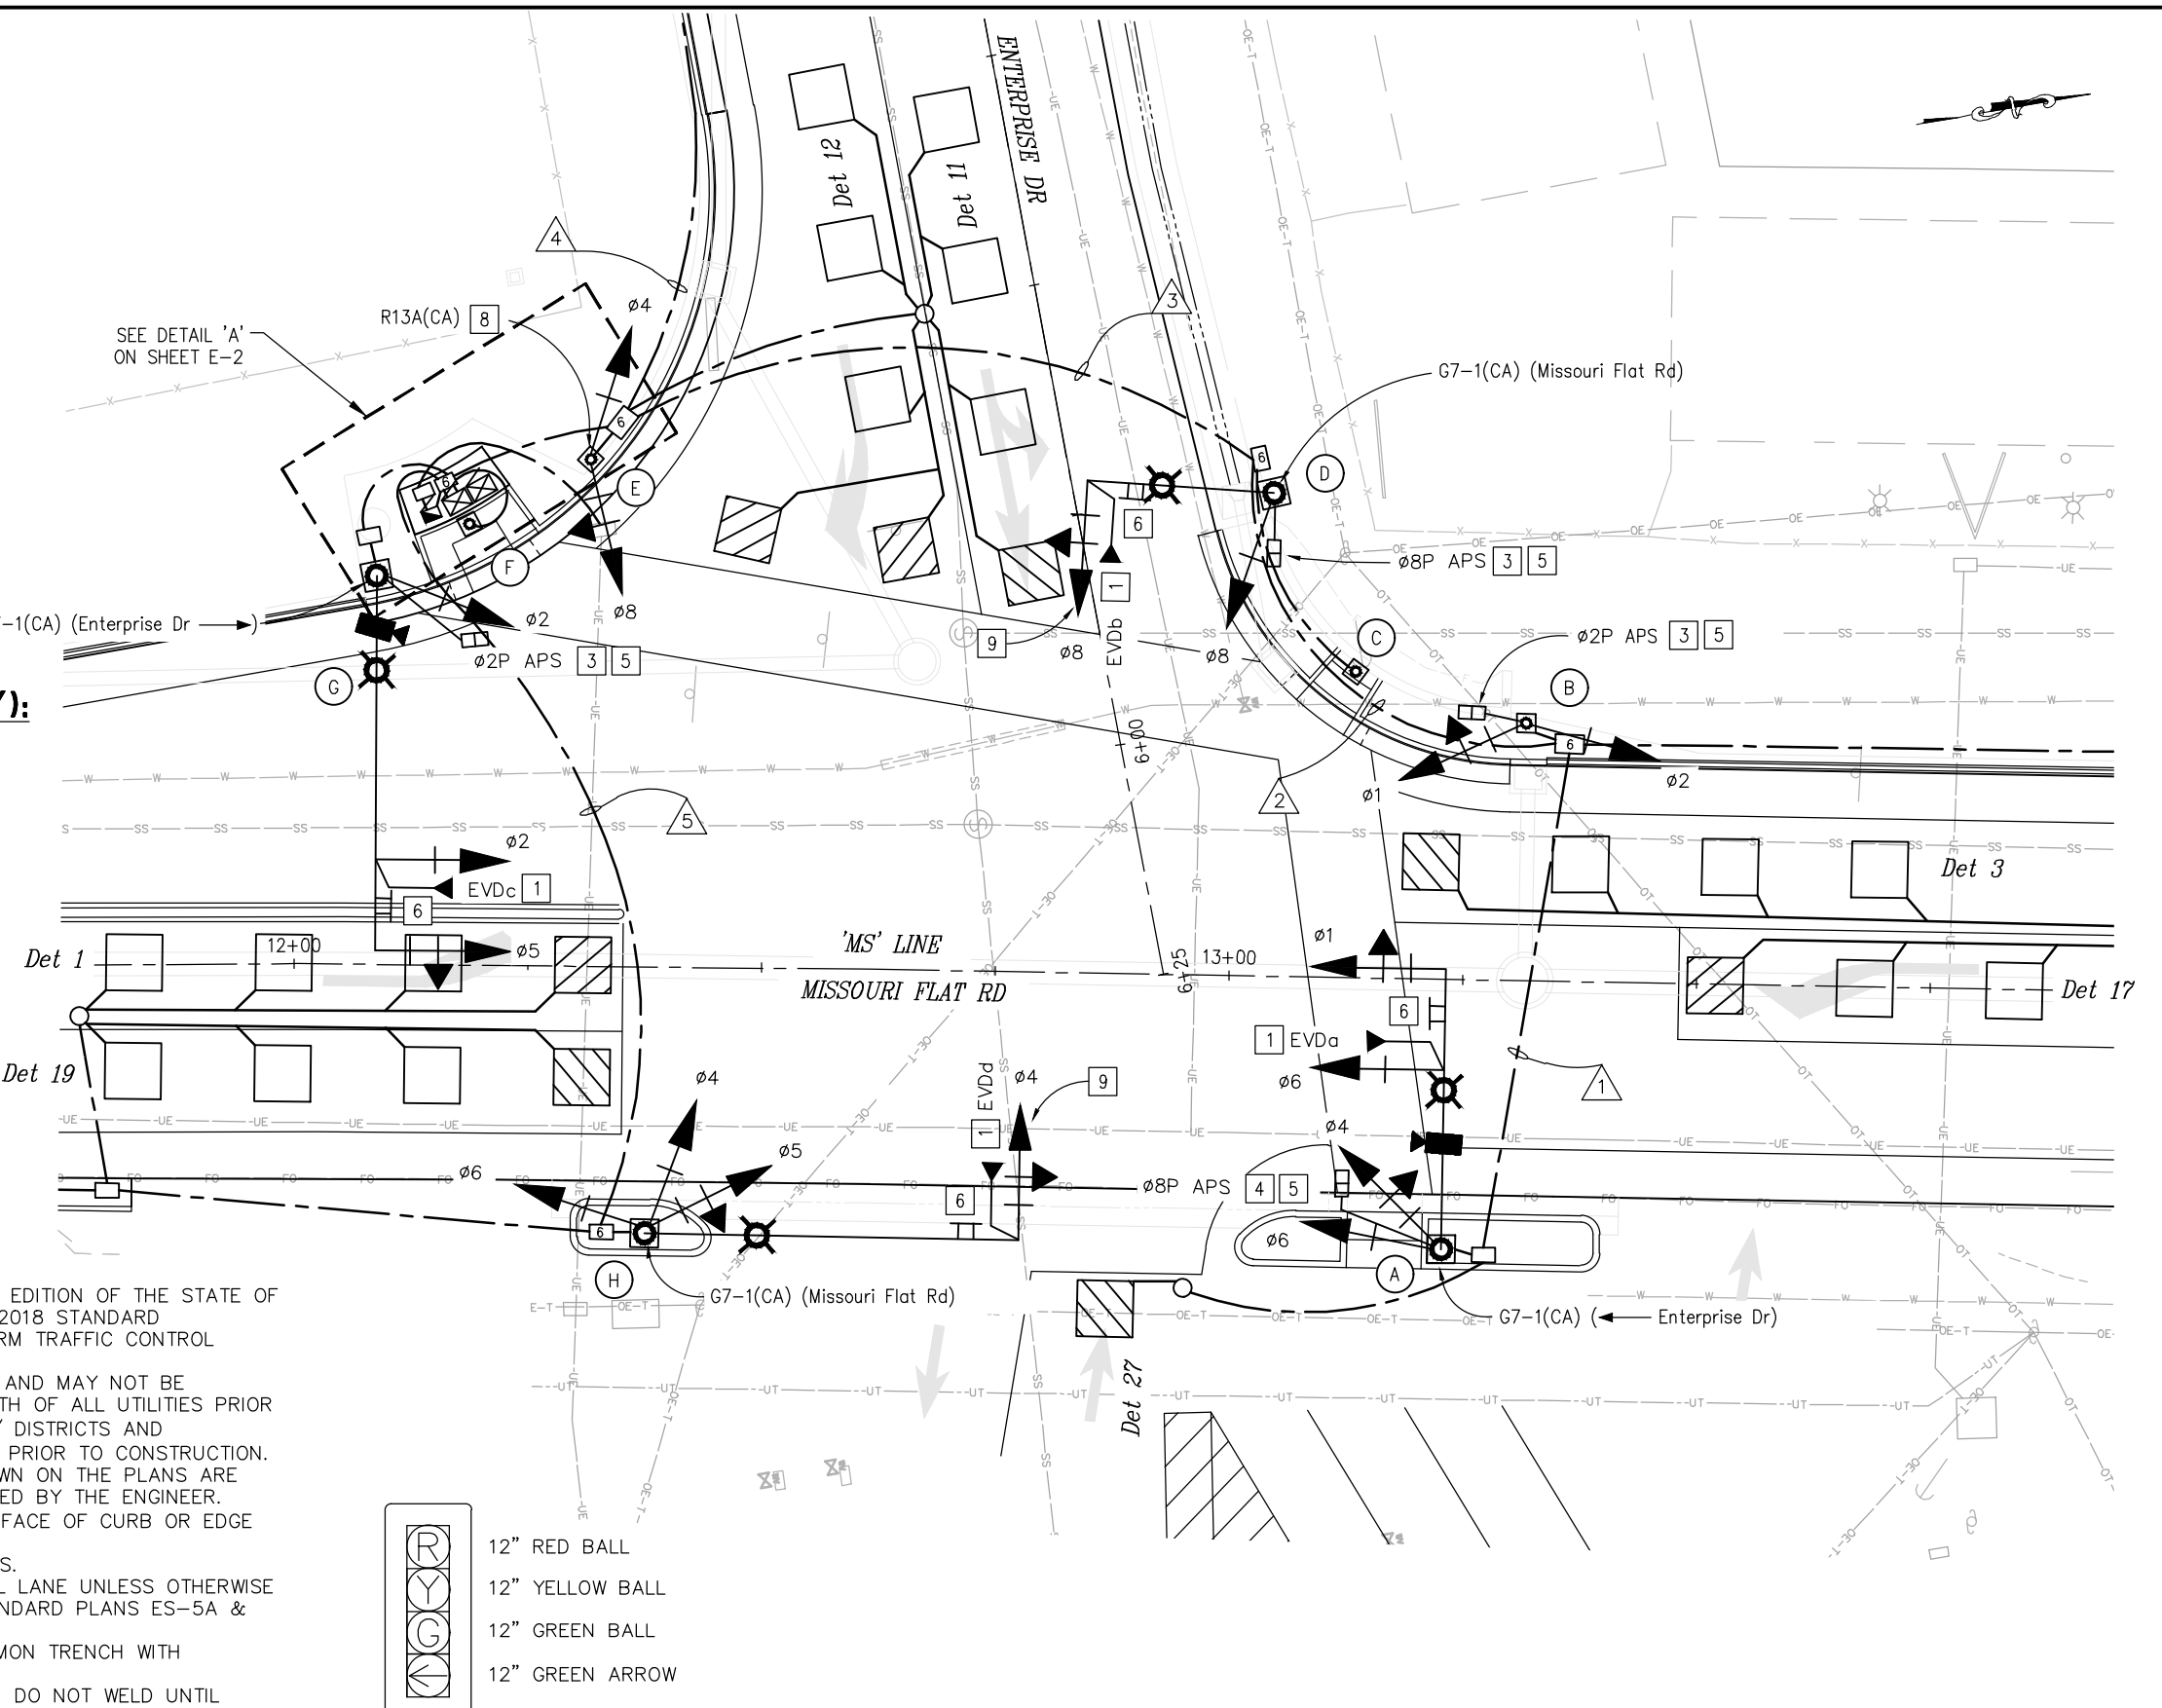 ENTERPRISE DR
Det 12
Det 11
4
3
ø4
R13A(CA) 8
SEE DETAIL 'A'
ON SHEET E-2
G7-1(CA) (Missouri Flat Rd)
6
6
D
E
6
6
F
ø8P APS 3 5
1
-1(CA) (Enterprise Dr →)
ø2
ø8
9
ø8
EVDb
ø8
C
ø2P APS 3 5
ø2P APS 3 5
G
B
'):
6+00
6
ø2
ø1
2
5
ø2
EVDc 1
6
Det 3
Det 1
12+00
ø5
'MS' LINE
MISSOURI FLAT RD
6+25
13+00
ø1
Det 17
6
1 EVDa
ø6
Det 19
ø4
1 EVDd
ø4
9
1
ø4
ø5
ø6
ø8P APS 4 5
6
6
ø6
H
A
G7-1(CA) (Missouri Flat Rd)
G7-1(CA) (← Enterprise Dr)
Det 27
EDITION OF THE STATE OF
2018 STANDARD
RM TRAFFIC CONTROL
AND MAY NOT BE
TH OF ALL UTILITIES PRIOR
DISTRICTS AND
PRIOR TO CONSTRUCTION.
WN ON THE PLANS ARE
ED BY THE ENGINEER.
FACE OF CURB OR EDGE
S.
L LANE UNLESS OTHERWISE
NDARD PLANS ES-5A &
MON TRENCH WITH
DO NOT WELD UNTIL
R 12" RED BALL
Y 12" YELLOW BALL
G 12" GREEN BALL
← 12" GREEN ARROW